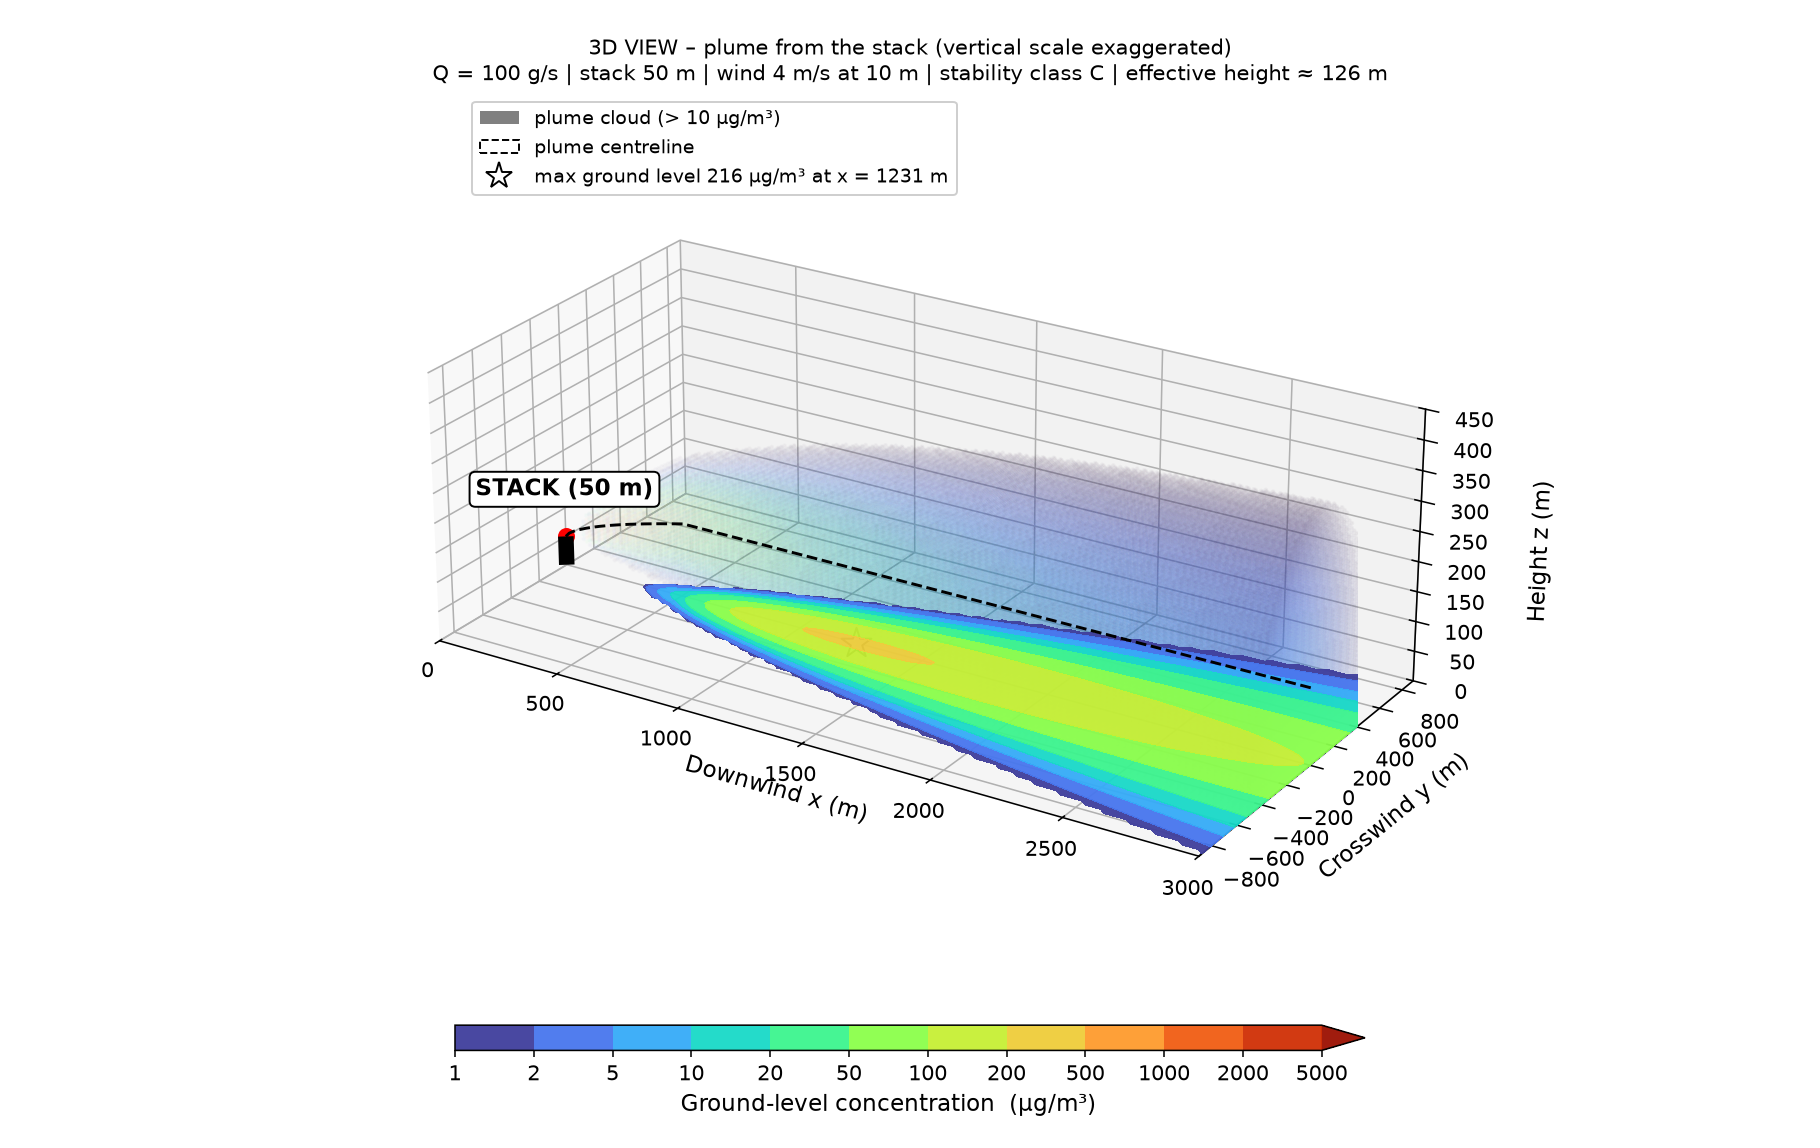 3D VIEW – plume from the stack (vertical scale exaggerated)
Q = 100 g/s | stack 50 m | wind 4 m/s at 10 m | stability class C | effective height ≈ 126 m
plume cloud (> 10 µg/m³)
plume centreline
max ground level 216 µg/m³ at x = 1231 m
STACK (50 m)
450
400
350
300
250
200
150
100
50
0
Height z (m)
0
500
1000
1500
2000
2500
3000
Downwind x (m)
800
600
400
200
0
−200
−400
−600
−800
Crosswind y (m)
1 2 5 10 20 50 100 200 500 1000 2000 5000
Ground-level concentration (µg/m³)